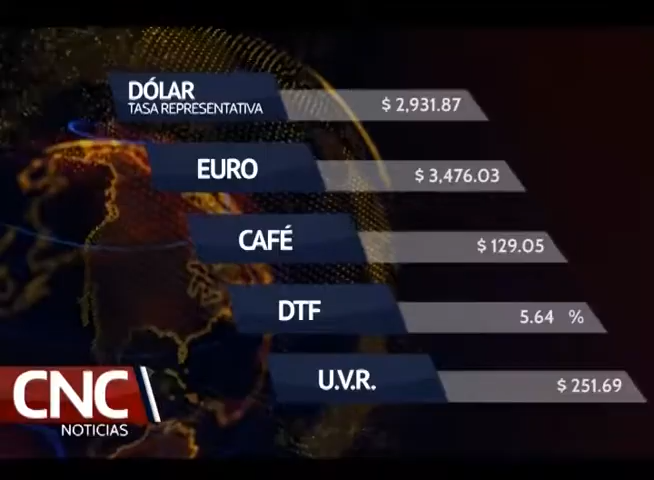 DÓLAR
TASA REPRESENTATIVA
$ 2,931.87
EURO
$ 3,476.03
CAFÉ
$ 129.05
DTF
5.64 %
U.V.R.
$ 251.69
CNC
NOTICIAS